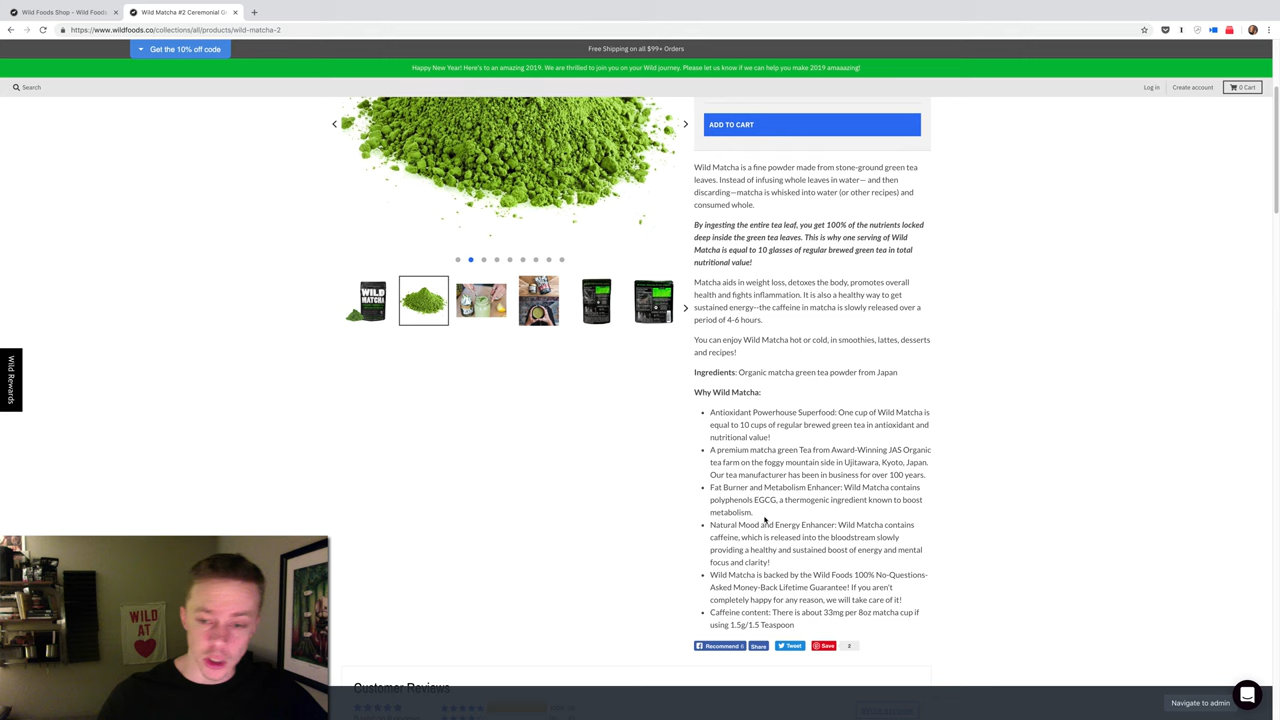 Wild Foods Shop - Wild Foods
Wild Matcha #2 Ceremonial G
https://www.wildfoods.co/collections/all/products/wild-matcha-2
Get the 10% off code
Free Shipping on all $99+ Orders
Happy New Year! Here's to an amazing 2019. We are thrilled to join you on your Wild journey. Please let us know if we can help you make 2019 amaaazing!
Search
Log in
Create account
0 Cart
ADD TO CART
Wild Matcha is a fine powder made from stone-ground green tea
leaves. Instead of infusing whole leaves in water— and then
discarding—matcha is whisked into water (or other recipes) and
consumed whole.
By ingesting the entire tea leaf, you get 100% of the nutrients locked
deep inside the green tea leaves. This is why one serving of Wild
Matcha is equal to 10 glasses of regular brewed green tea in total
nutritional value!
WILD
MATCHA
Matcha aids in weight loss, detoxes the body, promotes overall
health and fights inflammation. It is also a healthy way to get
sustained energy--the caffeine in matcha is slowly released over a
period of 4-6 hours.
You can enjoy Wild Matcha hot or cold, in smoothies, lattes, desserts
and recipes!
Wild Rewards
Ingredients: Organic matcha green tea powder from Japan
Why Wild Matcha:
Antioxidant Powerhouse Superfood: One cup of Wild Matcha is
equal to 10 cups of regular brewed green tea in antioxidant and
nutritional value!
A premium matcha green Tea from Award-Winning JAS Organic
tea farm on the foggy mountain side in Ujitawara, Kyoto, Japan.
Our tea manufacturer has been in business for over 100 years.
Fat Burner and Metabolism Enhancer: Wild Matcha contains
polyphenols EGCG, a thermogenic ingredient known to boost
metabolism.
Natural Mood and Energy Enhancer: Wild Matcha contains
caffeine, which is released into the bloodstream slowly
providing a healthy and sustained boost of energy and mental
focus and clarity!
Wild Matcha is backed by the Wild Foods 100% No-Questions-
Asked Money-Back Lifetime Guarantee! If you aren't
completely happy for any reason, we will take care of it!
Caffeine content: There is about 33mg per 8oz matcha cup if
using 1.5g/1.5 Teaspoon
WILD
AT
Recommend 6
Share
Tweet
Save
2
Customer Reviews
Navigate to admin